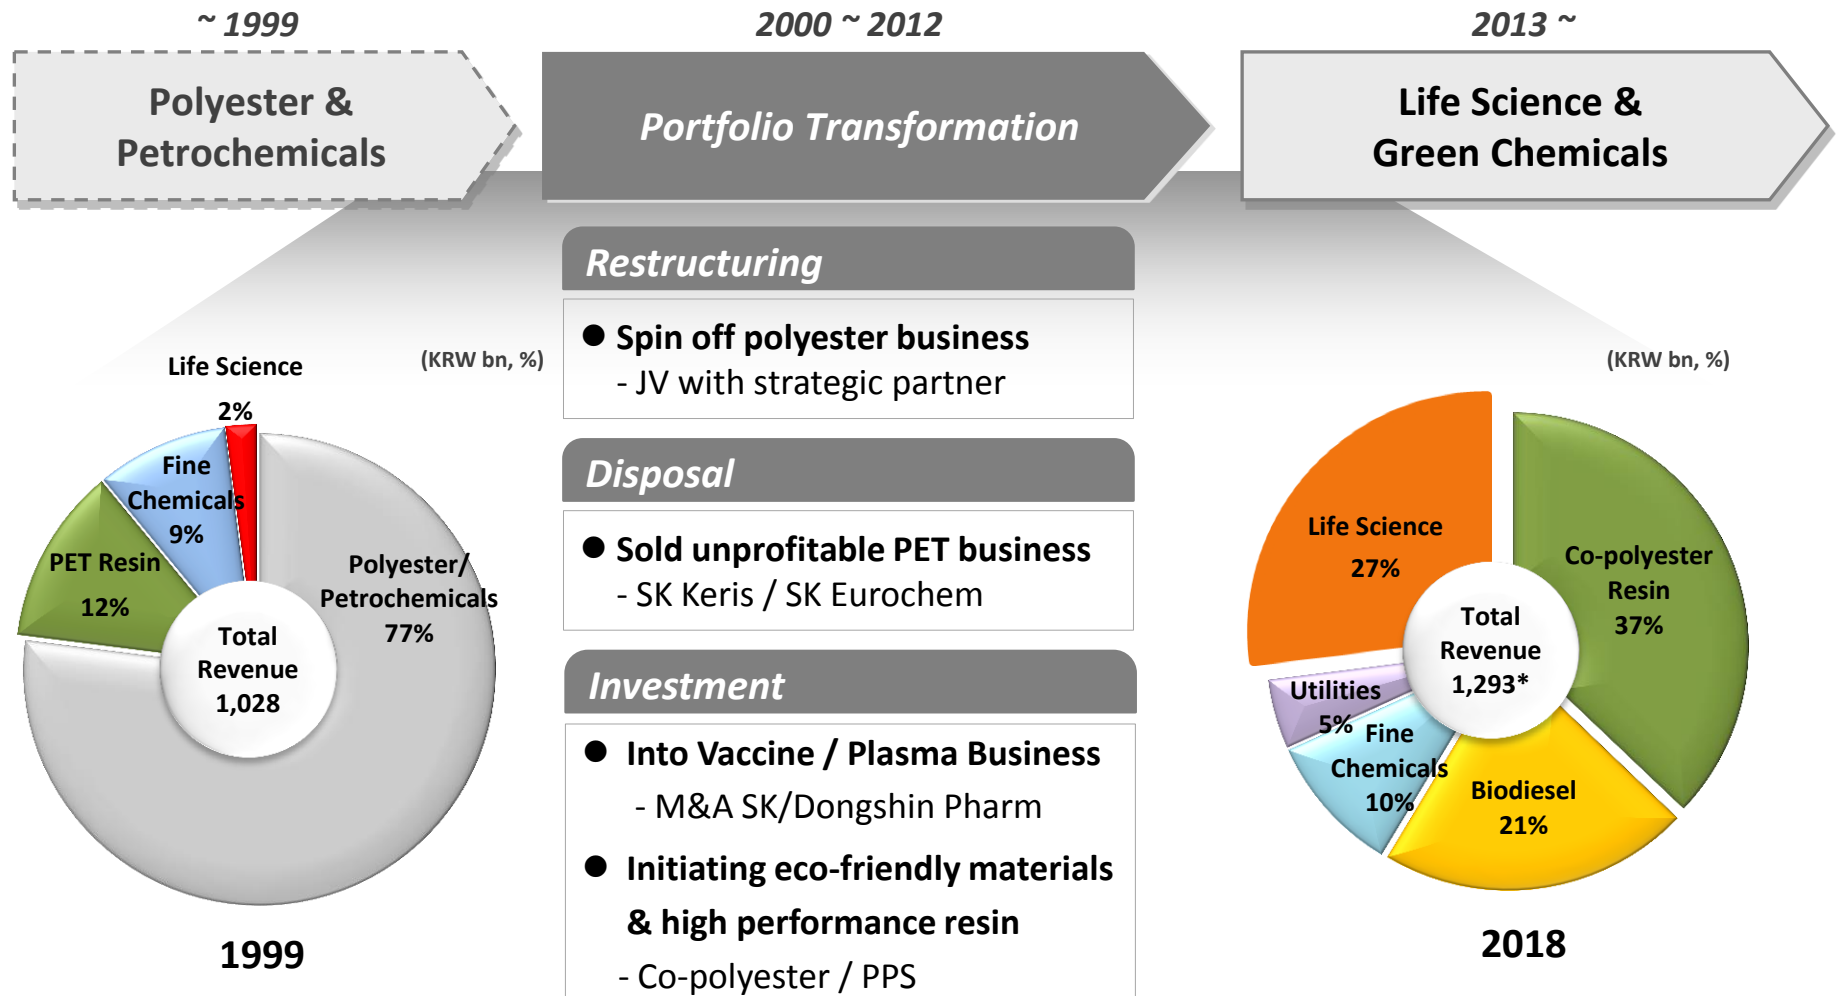 ~ 1999
2000 ~ 2012
2013 ~
Polyester &
Petrochemicals
Portfolio Transformation
Life Science &
Green Chemicals
(KRW bn, %)
Life Science
2%
Fine
Chemicals
9%
PET Resin
12%
Polyester/
Petrochemicals
77%
Total
Revenue
1,028
1999
Restructuring
● Spin off polyester business
- JV with strategic partner
Disposal
● Sold unprofitable PET business
- SK Keris / SK Eurochem
Investment
● Into Vaccine / Plasma Business
- M&A SK/Dongshin Pharm
● Initiating eco-friendly materials
& high performance resin
- Co-polyester / PPS
(KRW bn, %)
Life Science
27%
Co-polyester
Resin
37%
Total
Revenue
1,293*
Utilities
5%
Fine
Chemicals
10%
Biodiesel
21%
2018